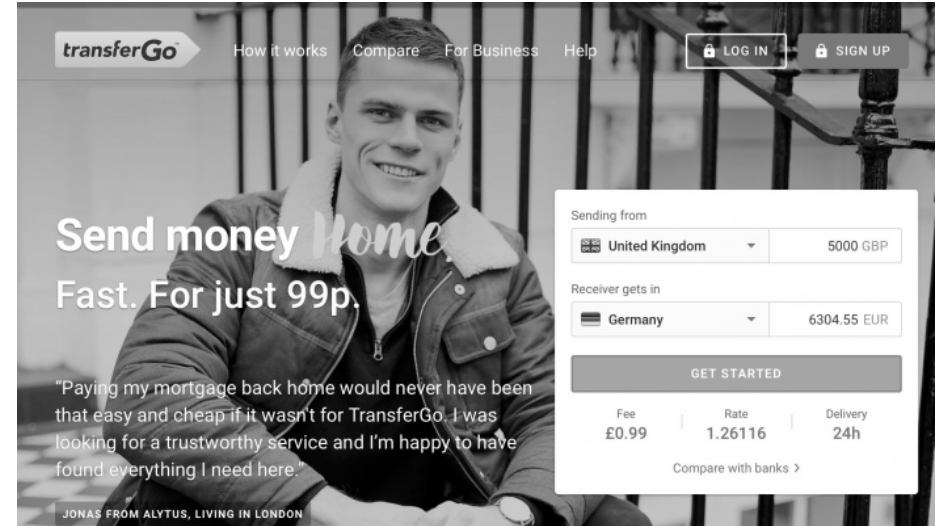 transferGo How it works Compare For Business Help LOG IN SIGN UP
Send money Home
Fast. For just 99p.
"Paying my mortgage back home would never have been
that easy and cheap if it wasn't for TransferGo. I was
looking for a trustworthy service and I'm happy to have
found everything I need here."
JONAS FROM ALYTUS, LIVING IN LONDON
Sending from
United Kingdom 5000 GBP
Receiver gets in
Germany 6304.55 EUR
GET STARTED
Fee Rate Delivery
£0.99 1.26116 24h
Compare with banks >